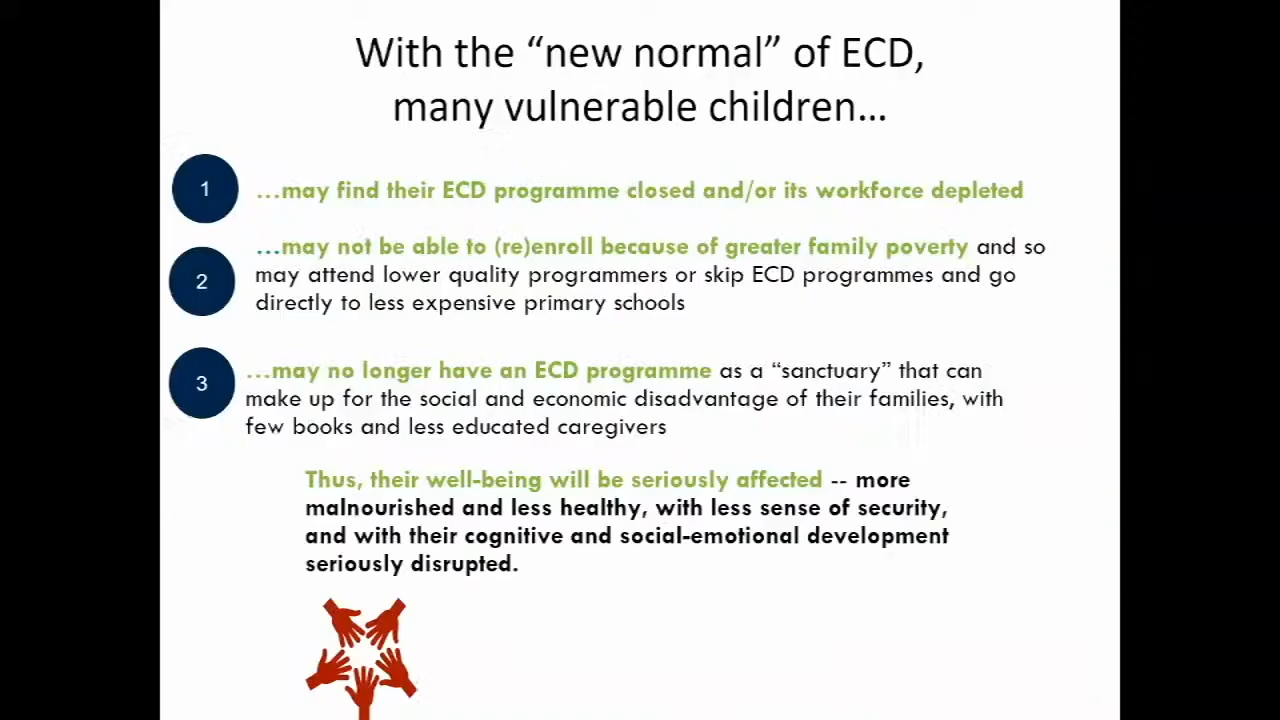 With the “new normal” of ECD,
many vulnerable children...
1
...may find their ECD programme closed and/or its workforce depleted
2
...may not be able to (re)enroll because of greater family poverty and so
may attend lower quality programmers or skip ECD programmes and go
directly to less expensive primary schools
3
...may no longer have an ECD programme as a “sanctuary” that can
make up for the social and economic disadvantage of their families, with
few books and less educated caregivers
Thus, their well-being will be seriously affected -- more
malnourished and less healthy, with less sense of security,
and with their cognitive and social-emotional development
seriously disrupted.